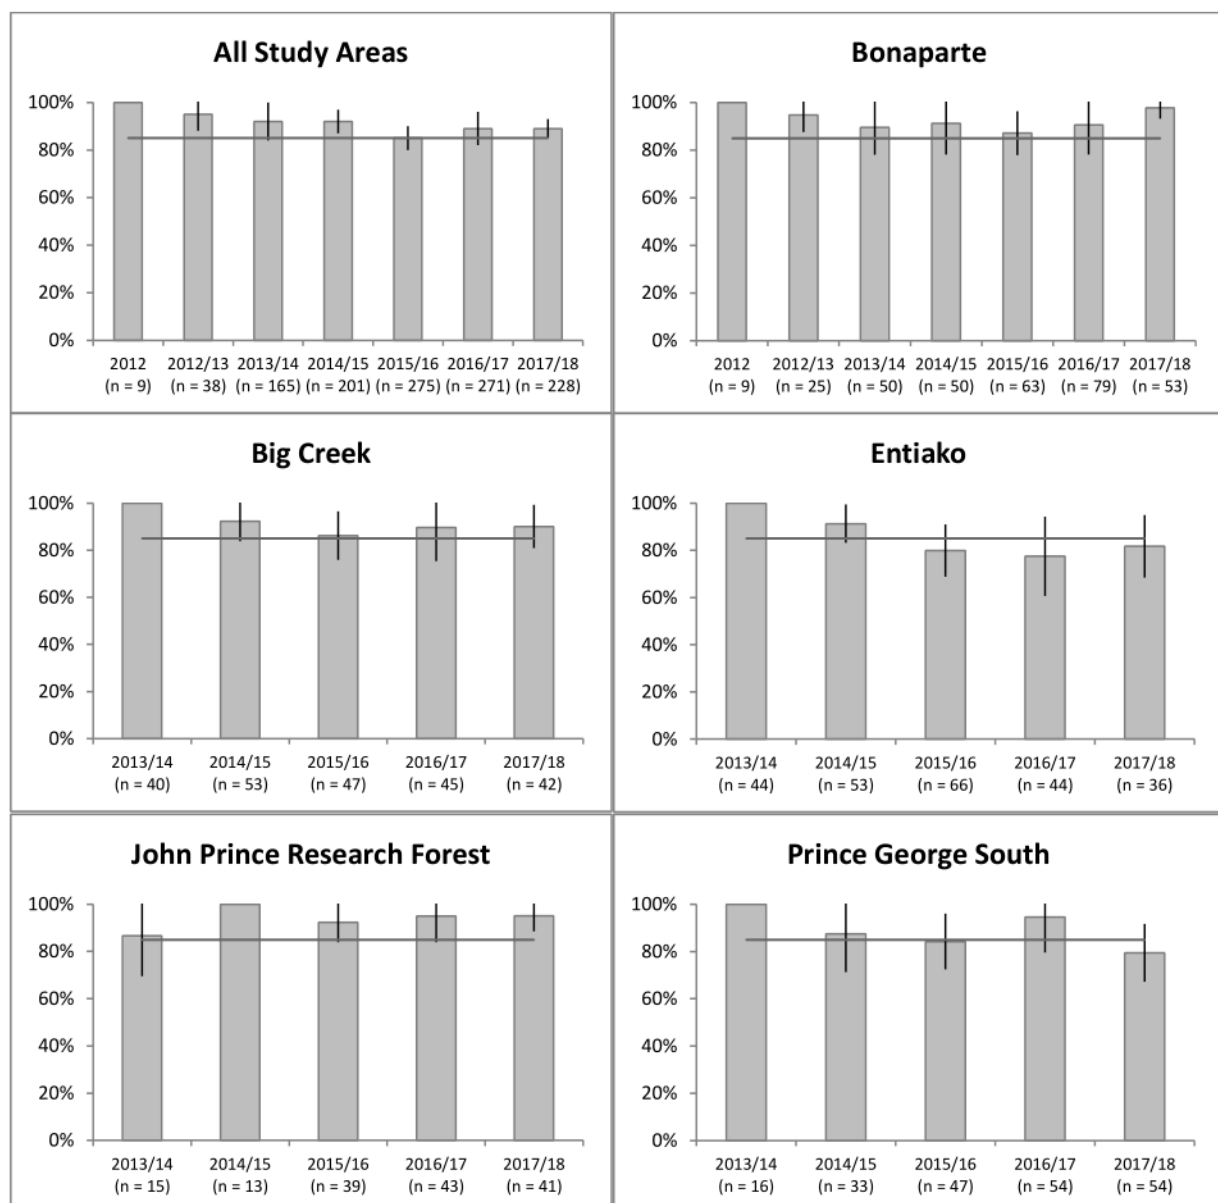 All Study Areas
100%
80%
60%
40%
20%
0%
2012 2012/13 2013/14 2014/15 2015/16 2016/17 2017/18
(n = 9) (n = 38) (n = 165) (n = 201) (n = 275) (n = 271) (n = 228)
Bonaparte
100%
80%
60%
40%
20%
0%
2012 2012/13 2013/14 2014/15 2015/16 2016/17 2017/18
(n = 9) (n = 25) (n = 50) (n = 50) (n = 63) (n = 79) (n = 53)
Big Creek
100%
80%
60%
40%
20%
0%
2013/14 2014/15 2015/16 2016/17 2017/18
(n = 40) (n = 53) (n = 47) (n = 45) (n = 42)
Entiako
100%
80%
60%
40%
20%
0%
2013/14 2014/15 2015/16 2016/17 2017/18
(n = 44) (n = 53) (n = 66) (n = 44) (n = 36)
John Prince Research Forest
100%
80%
60%
40%
20%
0%
2013/14 2014/15 2015/16 2016/17 2017/18
(n = 15) (n = 13) (n = 39) (n = 43) (n = 41)
Prince George South
100%
80%
60%
40%
20%
0%
2013/14 2014/15 2015/16 2016/17 2017/18
(n = 16) (n = 33) (n = 47) (n = 54) (n = 54)